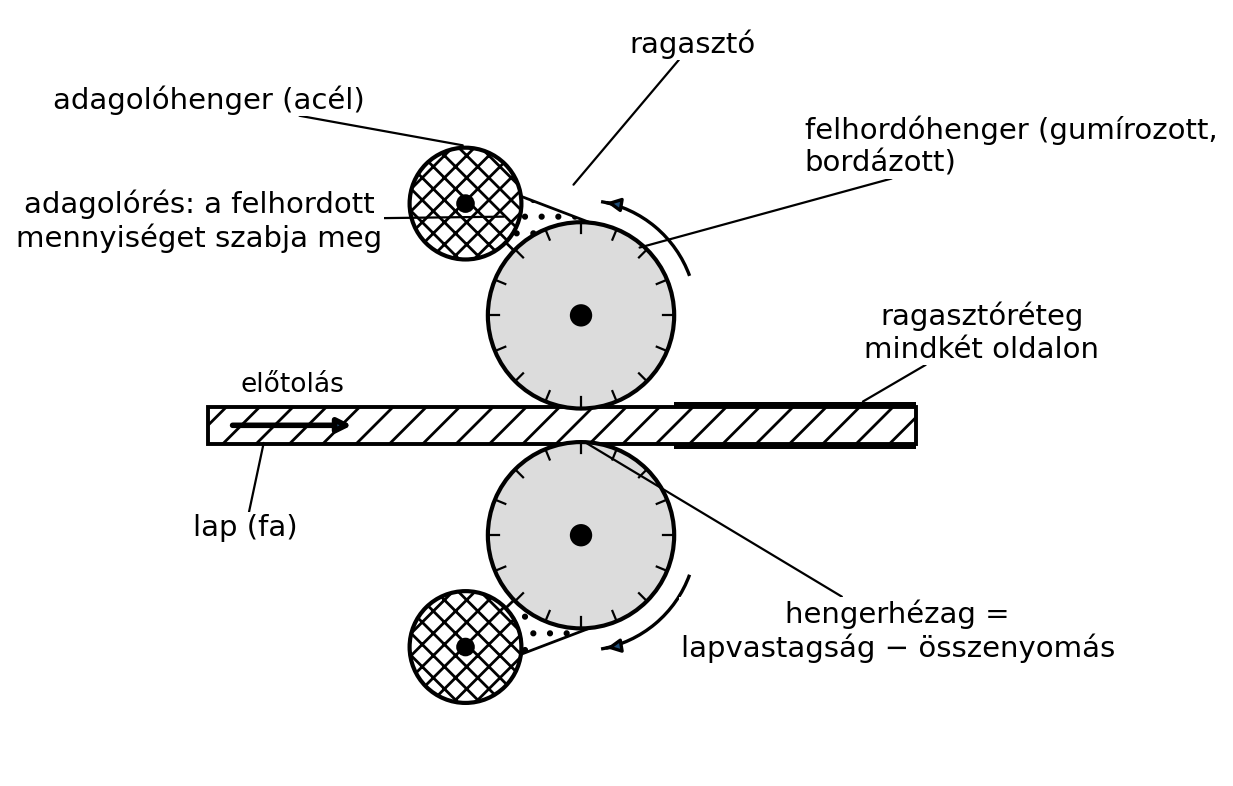 ragasztó
adagolóhenger (acél)
felhordóhenger (gumírozott,
bordázott)
adagolórés: a felhordott
mennyiséget szabja meg
ragasztóréteg
mindkét oldalon
előtolás
lap (fa)
hengerhézag =
lapvastagság − összenyomás